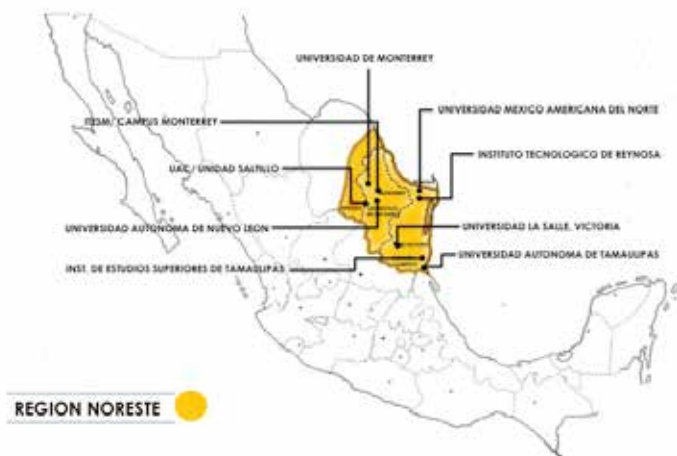 UNIVERSIDAD DE MONTERREY
ITESM/ CAMPUS MONTERREY
UNIVERSIDAD MEXICO AMERICANA DEL NORTE
INSTITUTO TECNOLOGICO DE REYNOSA
UAC/ UNIDAD SALTILLO
UNIVERSIDAD AUTONOMA DE NUEVO LEON
UNIVERSIDAD LA SALLE, VICTORIA
UNIVERSIDAD AUTONOMA DE TAMAULIPAS
INST. DE ESTUDIOS SUPERIORES DE TAMAULIPAS
REGION NORESTE